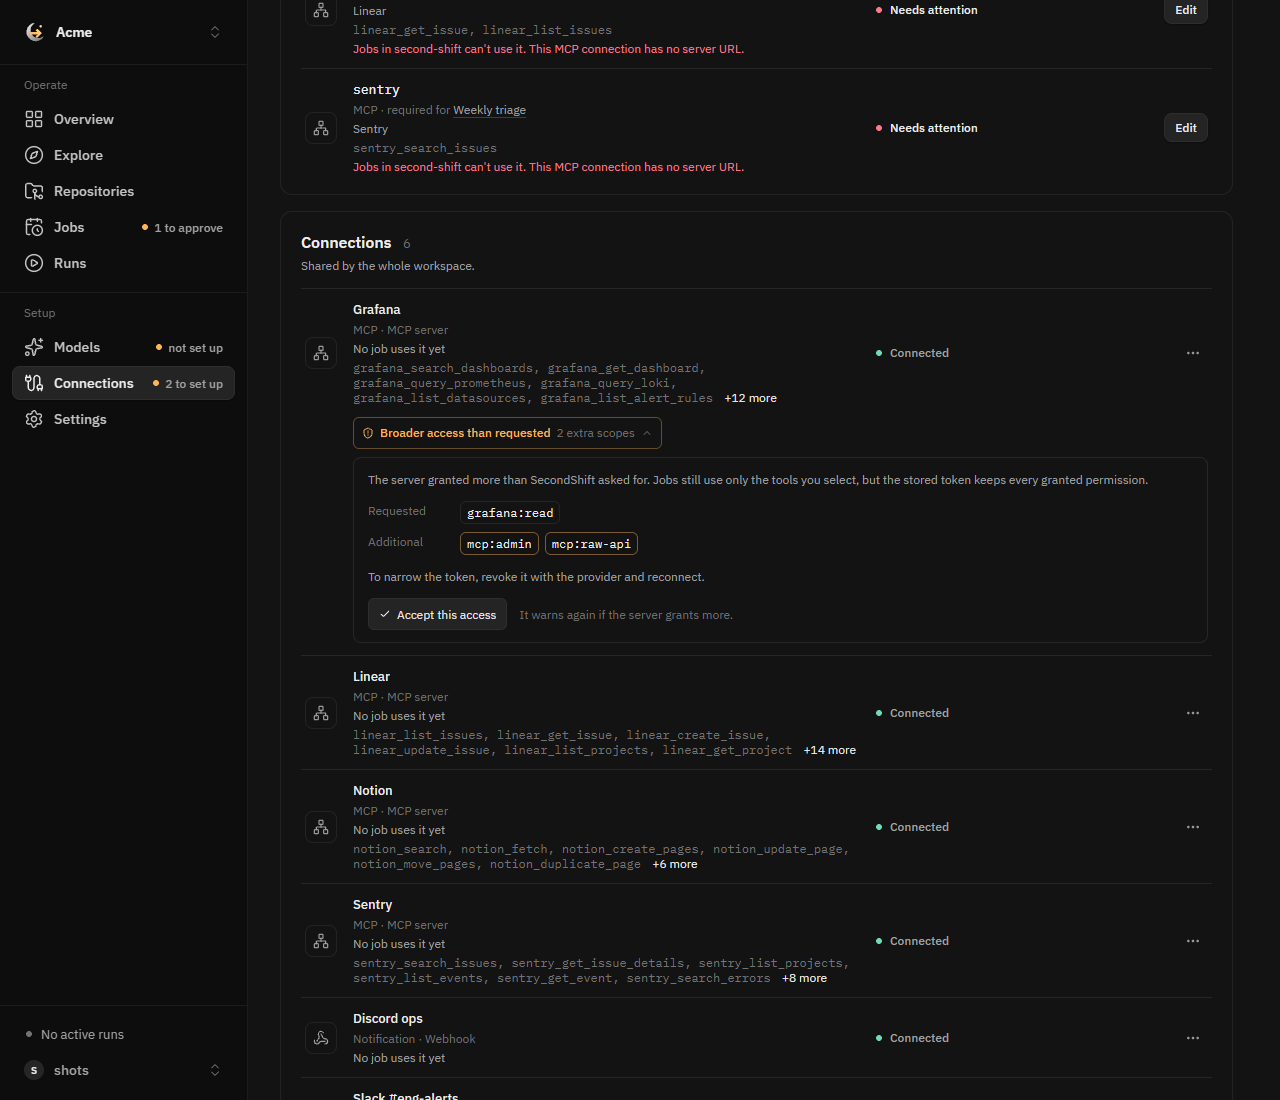 Acme
Operate
Overview
Explore
Repositories
Jobs
1 to approve
Runs
Setup
Models
not set up
Connections
2 to set up
Settings
No active runs
S
shots
Linear
linear_get_issue, linear_list_issues
Jobs in second-shift can't use it. This MCP connection has no server URL.
Needs attention
Edit
sentry
MCP · required for Weekly triage
Sentry
sentry_search_issues
Jobs in second-shift can't use it. This MCP connection has no server URL.
Needs attention
Edit
Connections 6
Shared by the whole workspace.
Grafana
MCP · MCP server
No job uses it yet
grafana_search_dashboards, grafana_get_dashboard,
grafana_query_prometheus, grafana_query_loki,
grafana_list_datasources, grafana_list_alert_rules +12 more
Connected
Broader access than requested 2 extra scopes
The server granted more than SecondShift asked for. Jobs still use only the tools you select, but the stored token keeps every granted permission.
Requested grafana:read
Additional mcp:admin mcp:raw-api
To narrow the token, revoke it with the provider and reconnect.
Accept this access It warns again if the server grants more.
Linear
MCP · MCP server
No job uses it yet
linear_list_issues, linear_get_issue, linear_create_issue,
linear_update_issue, linear_list_projects, linear_get_project +14 more
Connected
Notion
MCP · MCP server
No job uses it yet
notion_search, notion_fetch, notion_create_pages, notion_update_page,
notion_move_pages, notion_duplicate_page +6 more
Connected
Sentry
MCP · MCP server
No job uses it yet
sentry_search_issues, sentry_get_issue_details, sentry_list_projects,
sentry_list_events, sentry_get_event, sentry_search_errors +8 more
Connected
Discord ops
Notification · Webhook
No job uses it yet
Connected
Slack #eng-alerts